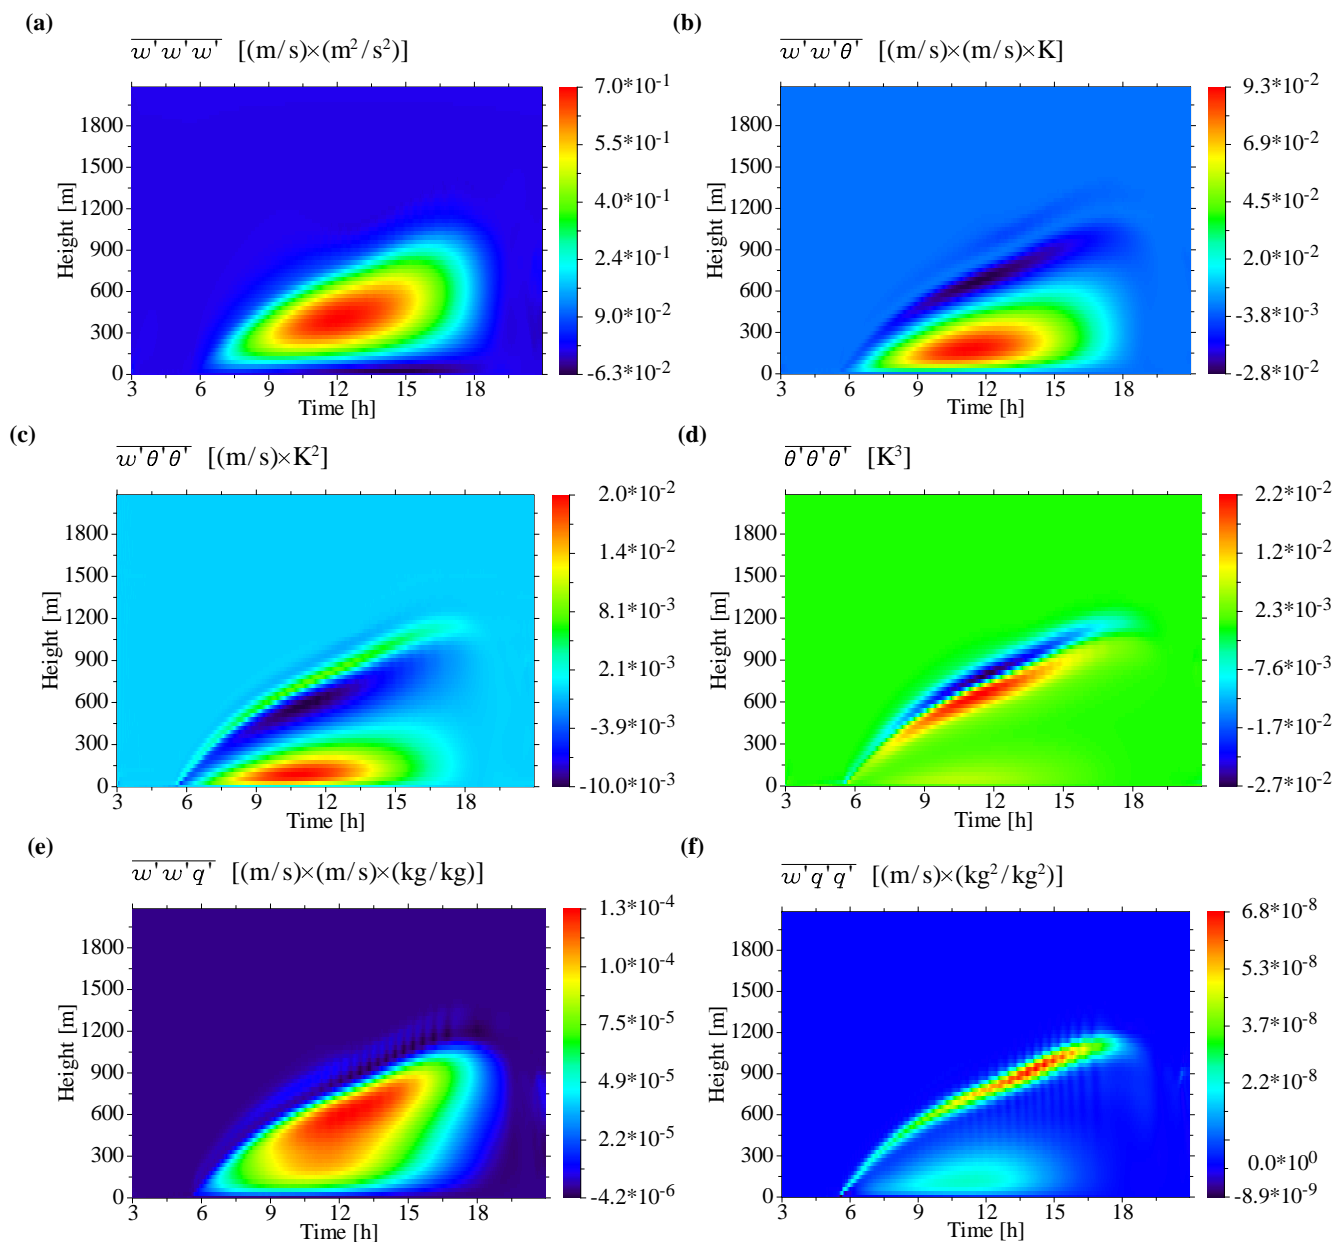 (a)
w'w'w' [(m/s)×(m²/s²)]
1800
1500
1200
900
600
300
0
Height [m]
3 6 9 12 15 18
Time [h]
7.0*10⁻¹
5.5*10⁻¹
4.0*10⁻¹
2.4*10⁻¹
9.0*10⁻²
-6.3*10⁻²
(b)
w'w'θ' [(m/s)×(m/s)×K]
1800
1500
1200
900
600
300
0
Height [m]
3 6 9 12 15 18
Time [h]
9.3*10⁻²
6.9*10⁻²
4.5*10⁻²
2.0*10⁻²
-3.8*10⁻³
-2.8*10⁻²
(c)
w'θ'θ' [(m/s)×K²]
1800
1500
1200
900
600
300
0
Height [m]
3 6 9 12 15 18
Time [h]
2.0*10⁻²
1.4*10⁻²
8.1*10⁻³
2.1*10⁻³
-3.9*10⁻³
-10.0*10⁻³
(d)
θ'θ'θ' [K³]
1800
1500
1200
900
600
300
0
Height [m]
3 6 9 12 15 18
Time [h]
2.2*10⁻²
1.2*10⁻²
2.3*10⁻³
-7.6*10⁻³
-1.7*10⁻²
-2.7*10⁻²
(e)
w'w'q' [(m/s)×(m/s)×(kg/kg)]
1800
1500
1200
900
600
300
0
Height [m]
3 6 9 12 15 18
Time [h]
1.3*10⁻⁴
1.0*10⁻⁴
7.5*10⁻⁵
4.9*10⁻⁵
2.2*10⁻⁵
-4.2*10⁻⁶
(f)
w'q'q' [(m/s)×(kg²/kg²)]
1800
1500
1200
900
600
300
0
Height [m]
3 6 9 12 15 18
Time [h]
6.8*10⁻⁸
5.3*10⁻⁸
3.7*10⁻⁸
2.2*10⁻⁸
0.0*10⁰
-8.9*10⁻⁹